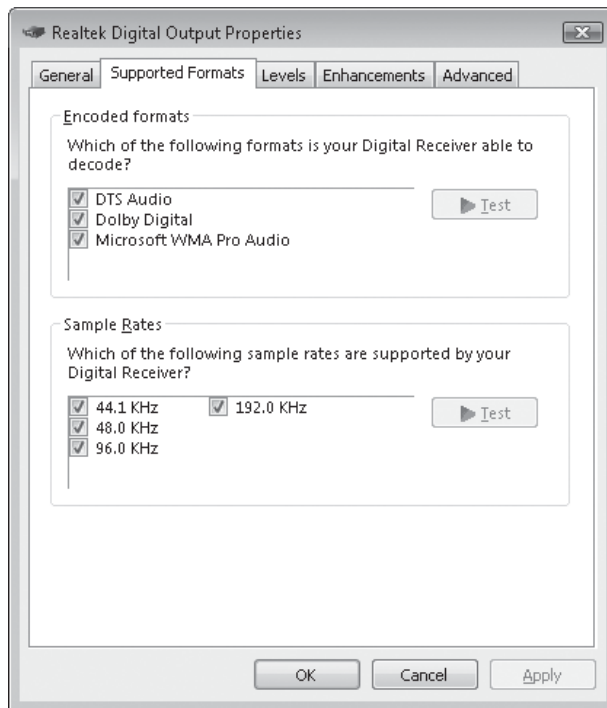 Realtek Digital Output Properties
General Supported Formats Levels Enhancements Advanced
Encoded formats
Which of the following formats is your Digital Receiver able to
decode?
DTS Audio
Dolby Digital
Microsoft WMA Pro Audio
Test
Sample Rates
Which of the following sample rates are supported by your
Digital Receiver?
44.1 KHz 192.0 KHz
48.0 KHz
96.0 KHz
Test
OK Cancel Apply